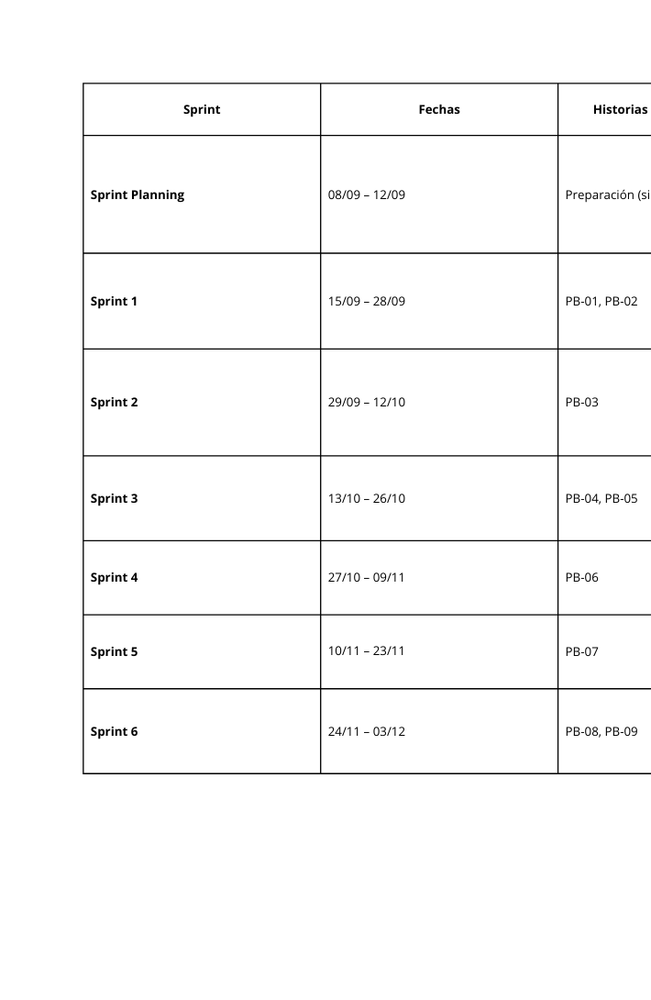 Sprint Fechas Historias
Sprint Planning 08/09 – 12/09 Preparación (si
Sprint 1 15/09 – 28/09 PB-01, PB-02
Sprint 2 29/09 – 12/10 PB-03
Sprint 3 13/10 – 26/10 PB-04, PB-05
Sprint 4 27/10 – 09/11 PB-06
Sprint 5 10/11 – 23/11 PB-07
Sprint 6 24/11 – 03/12 PB-08, PB-09